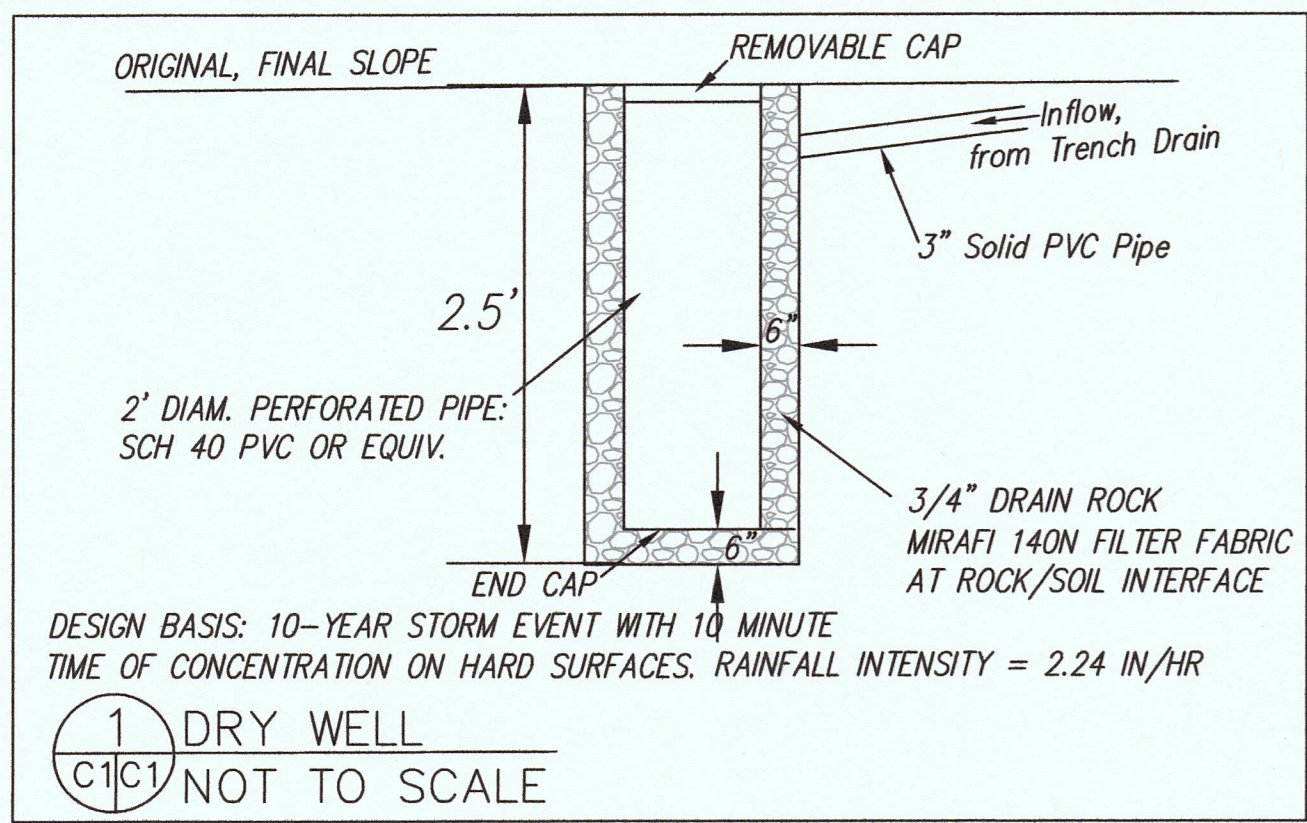 ORIGINAL, FINAL SLOPE
REMOVABLE CAP
Inflow,
from Trench Drain
3" Solid PVC Pipe
2.5'
6"
2' DIAM. PERFORATED PIPE:
SCH 40 PVC OR EQUIV.
3/4" DRAIN ROCK
MIRAFI 140N FILTER FABRIC
AT ROCK/SOIL INTERFACE
6"
END CAP
DESIGN BASIS: 10-YEAR STORM EVENT WITH 10 MINUTE
TIME OF CONCENTRATION ON HARD SURFACES. RAINFALL INTENSITY = 2.24 IN/HR
1
C1 C1
DRY WELL
NOT TO SCALE